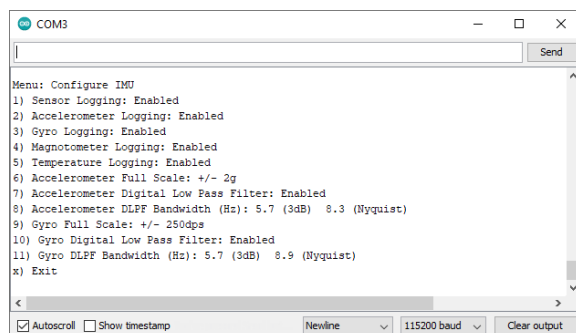 COM3
Send
Menu: Configure IMU
1) Sensor Logging: Enabled
2) Accelerometer Logging: Enabled
3) Gyro Logging: Enabled
4) Magnotometer Logging: Enabled
5) Temperature Logging: Enabled
6) Accelerometer Full Scale: +/- 2g
7) Accelerometer Digital Low Pass Filter: Enabled
8) Accelerometer DLPF Bandwidth (Hz): 5.7 (3dB)  8.3 (Nyquist)
9) Gyro Full Scale: +/- 250dps
10) Gyro Digital Low Pass Filter: Enabled
11) Gyro DLPF Bandwidth (Hz): 5.7 (3dB)  8.9 (Nyquist)
x) Exit
Autoscroll Show timestamp Newline 115200 baud Clear output